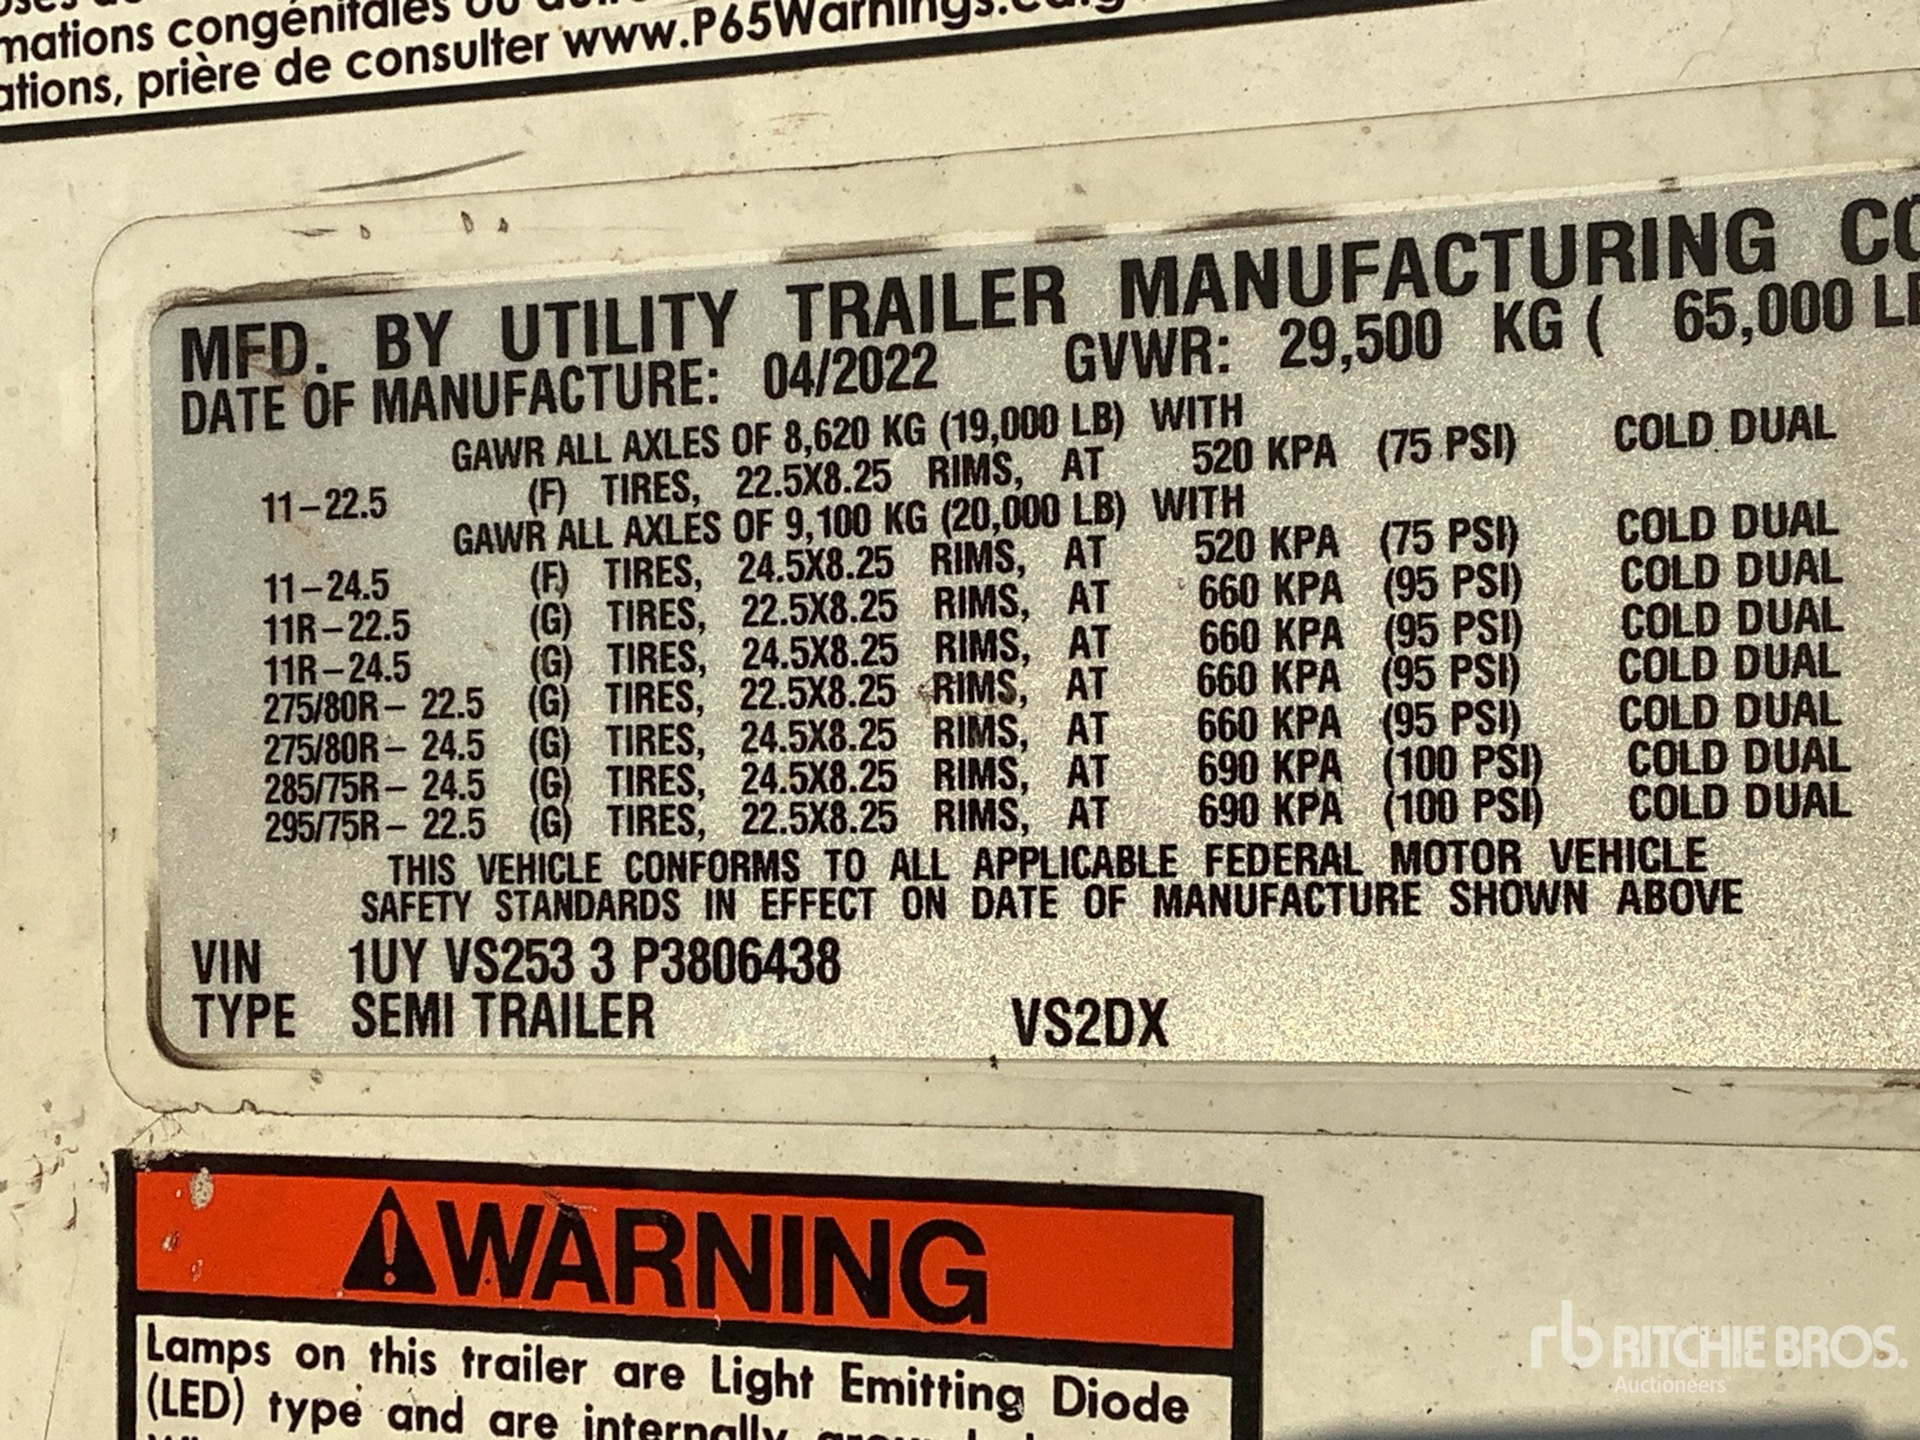 mations congénitales ou
ations, prière de consulter www.P65Warnings.ca.g
MFD. BY UTILITY TRAILER MANUFACTURING CO
DATE OF MANUFACTURE: 04/2022 GVWR: 29,500 KG ( 65,000 LB
GAWR ALL AXLES OF 8,620 KG (19,000 LB) WITH
11-22.5 (F) TIRES, 22.5X8.25 RIMS, AT 520 KPA (75 PSI) COLD DUAL
GAWR ALL AXLES OF 9,100 KG (20,000 LB) WITH
11-24.5 (F) TIRES, 24.5X8.25 RIMS, AT 520 KPA (75 PSI) COLD DUAL
11R-22.5 (G) TIRES, 22.5X8.25 RIMS, AT 660 KPA (95 PSI) COLD DUAL
11R-24.5 (G) TIRES, 24.5X8.25 RIMS, AT 660 KPA (95 PSI) COLD DUAL
275/80R- 22.5 (G) TIRES, 22.5X8.25 RIMS, AT 660 KPA (95 PSI) COLD DUAL
275/80R- 24.5 (G) TIRES, 24.5X8.25 RIMS, AT 660 KPA (95 PSI) COLD DUAL
285/75R- 24.5 (G) TIRES, 24.5X8.25 RIMS, AT 690 KPA (100 PSI) COLD DUAL
295/75R- 22.5 (G) TIRES, 22.5X8.25 RIMS, AT 690 KPA (100 PSI) COLD DUAL
THIS VEHICLE CONFORMS TO ALL APPLICABLE FEDERAL MOTOR VEHICLE
SAFETY STANDARDS IN EFFECT ON DATE OF MANUFACTURE SHOWN ABOVE
VIN 1UY VS253 3 P3806438
TYPE SEMI TRAILER VS2DX
WARNING
Lamps on this trailer are Light Emitting Diode
(LED) type and are internally
rb RITCHIE BROS.
Auctioneers